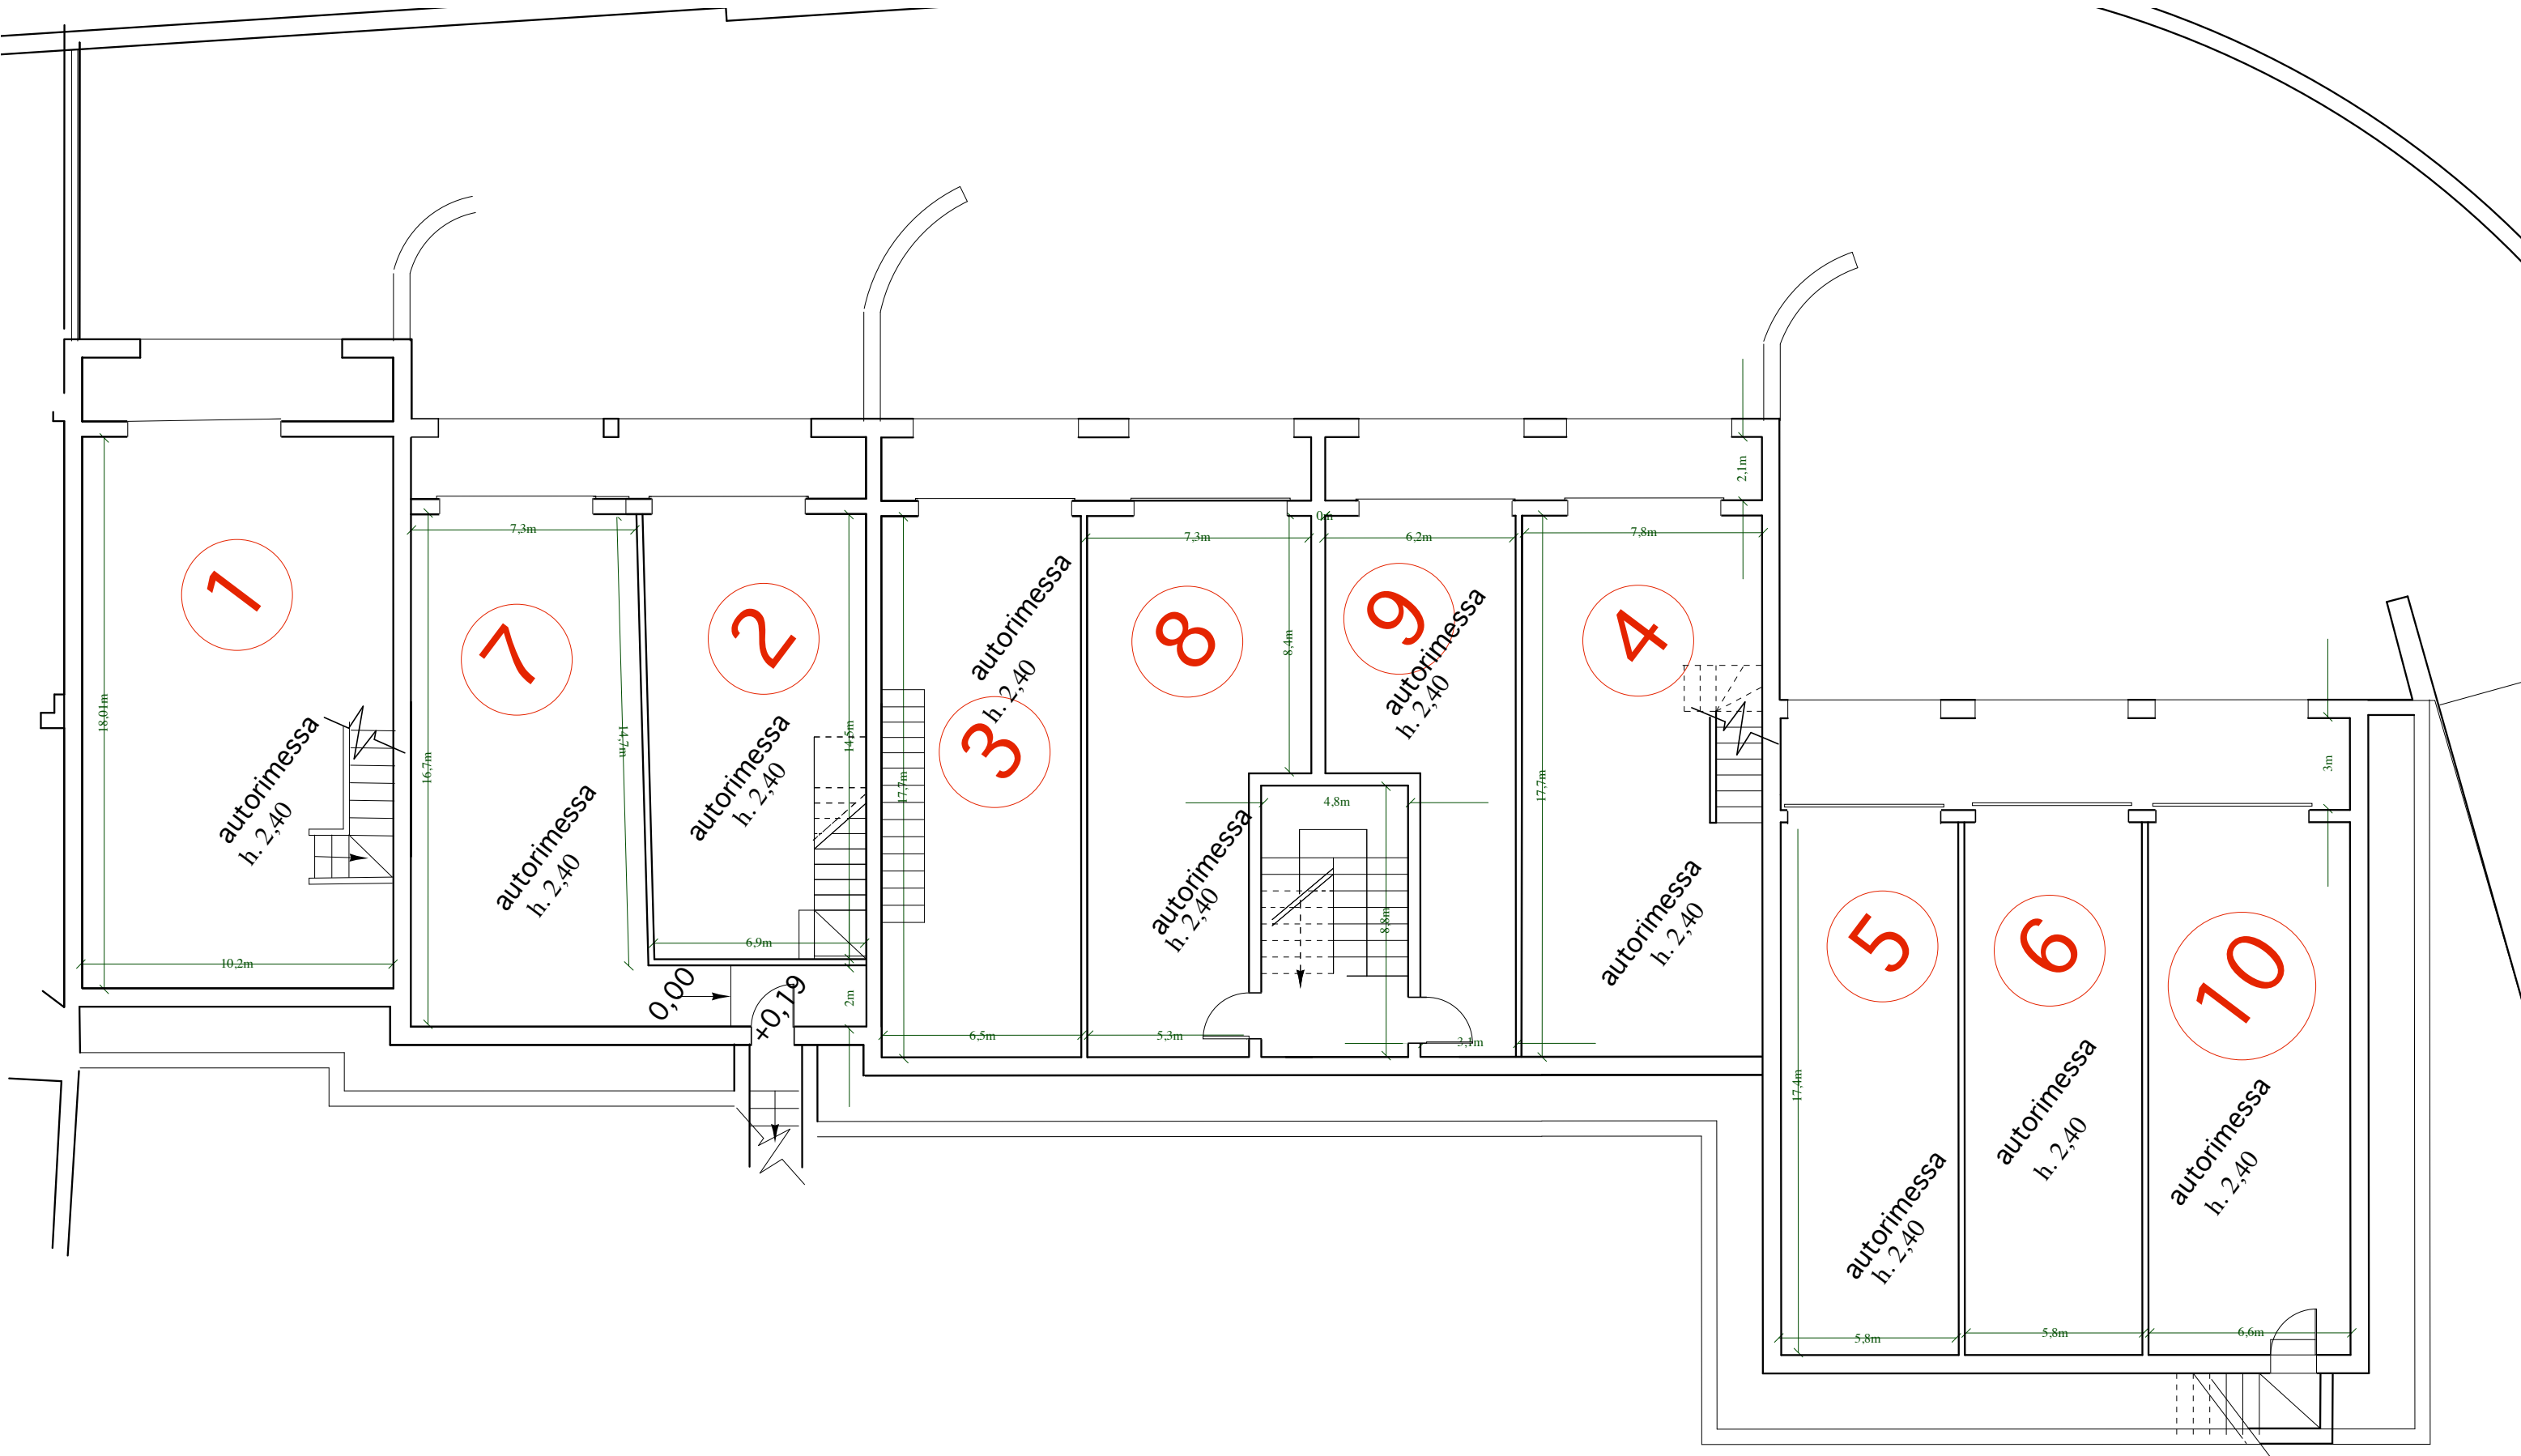 2,1m
0m
7,3m
7,3m
6,2m
7,8m
1
7
2
3
8
9
4
autorimessa
h. 2,40
autorimessa
h. 2,40
8,4m
18,01m
autorimessa
h. 2,40
16,7m
14,7m
autorimessa
h. 2,40
autorimessa
h. 2,40
14,5m
17,7m
4,8m
autorimessa
h. 2,40
8,8m
17,7m
autorimessa
h. 2,40
3m
10,2m
6,9m
0,00
+0,19
2m
6,5m
5,3m
3,1m
5
6
10
17,4m
autorimessa
h. 2,40
autorimessa
h. 2,40
autorimessa
h. 2,40
5,8m
5,8m
6,6m